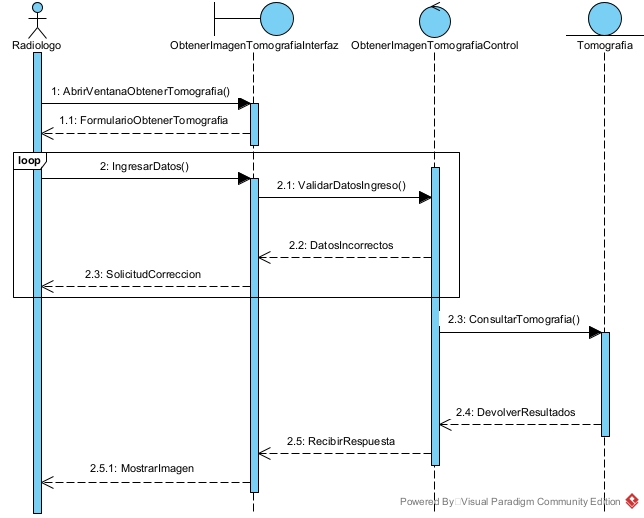 Radiologo
ObtenerImagenTomografiaInterfaz
ObtenerImagenTomografiaControl
Tomografia
1: AbrirVentanaObtenerTomografia()
1.1: FormularioObtenerTomografia
loop
2: IngresarDatos()
2.1: ValidarDatosIngreso()
2.2: DatosIncorrectos
2.3: SolicitudCorreccion
2.3: ConsultarTomografia()
2.4: DevolverResultados
2.5: RecibirRespuesta
2.5.1: MostrarImagen
Powered By Visual Paradigm Community Edition